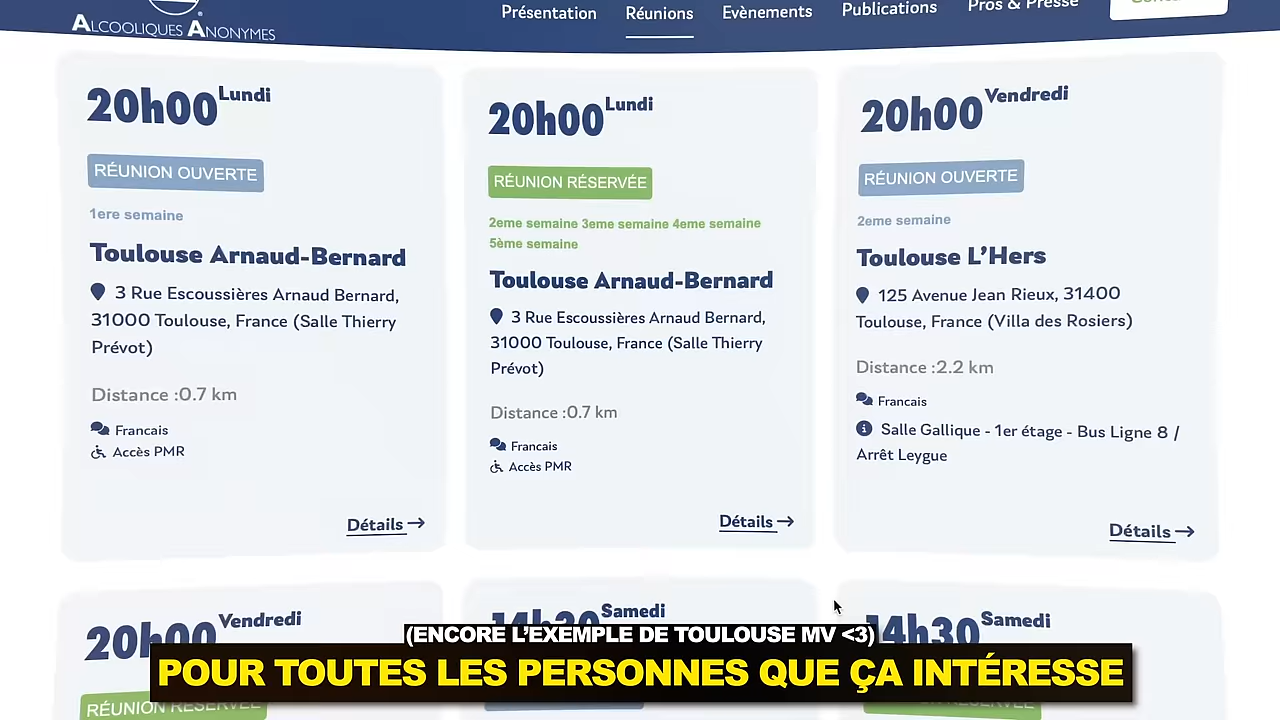 ALCOOLIQUES ANONYMES
Présentation
Réunions
Evènements
Publications
Pros & Presse
20h00 Lundi
RÉUNION OUVERTE
1ere semaine
Toulouse Arnaud-Bernard
3 Rue Escoussières Arnaud Bernard,
31000 Toulouse, France (Salle Thierry
Prévot)
Distance :0.7 km
Francais
Accès PMR
Détails →
20h00 Lundi
RÉUNION RÉSERVÉE
2eme semaine 3eme semaine 4eme semaine
5ème semaine
Toulouse Arnaud-Bernard
3 Rue Escoussières Arnaud Bernard,
31000 Toulouse, France (Salle Thierry
Prévot)
Distance :0.7 km
Francais
Accès PMR
Détails →
20h00 Vendredi
RÉUNION OUVERTE
2eme semaine
Toulouse L'Hers
125 Avenue Jean Rieux, 31400
Toulouse, France (Villa des Rosiers)
Distance :2.2 km
Francais
Salle Gallique - 1er étage - Bus Ligne 8 /
Arrêt Leygue
Détails →
20h00 Vendredi
RÉUNION RÉSERVÉE
14h30 Samedi
14h30 Samedi
(ENCORE L'EXEMPLE DE TOULOUSE MV <3)
POUR TOUTES LES PERSONNES QUE ÇA INTÉRESSE